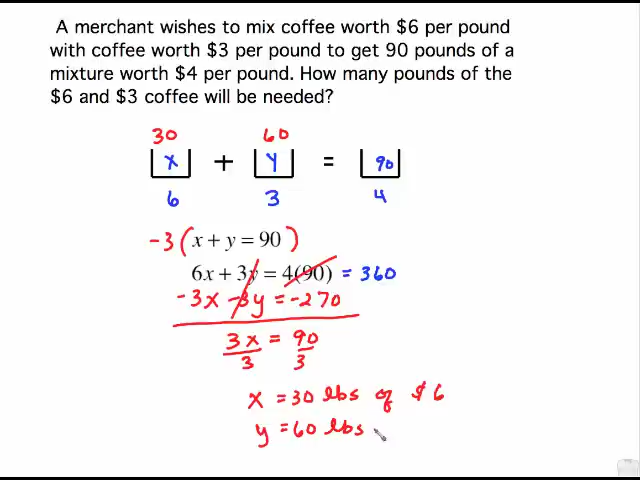 A merchant wishes to mix coffee worth $6 per pound
with coffee worth $3 per pound to get 90 pounds of a
mixture worth $4 per pound. How many pounds of the
$6 and $3 coffee will be needed?
30 60
x + y = 90
6 3 4
-3 ( x + y = 90 )
6x + 3y = 4(90) = 360
-3x -3y = -270
3x = 90
3 3
x = 30 lbs of $6
y = 60 lbs